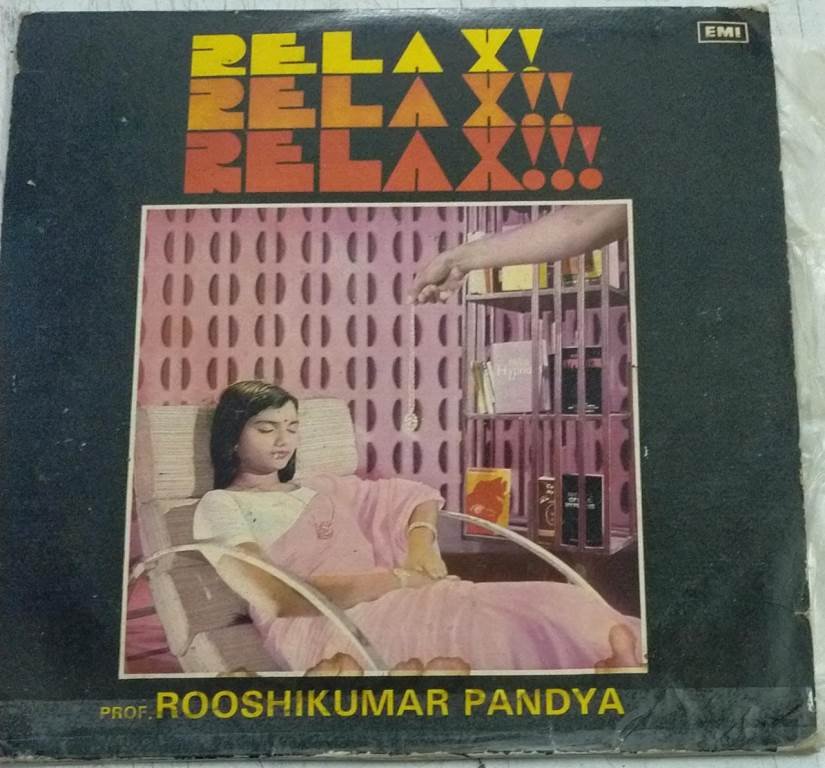 EMI
RELAX!
RELAX!!
RELAX!!!
PROF. ROOSHIKUMAR PANDYA